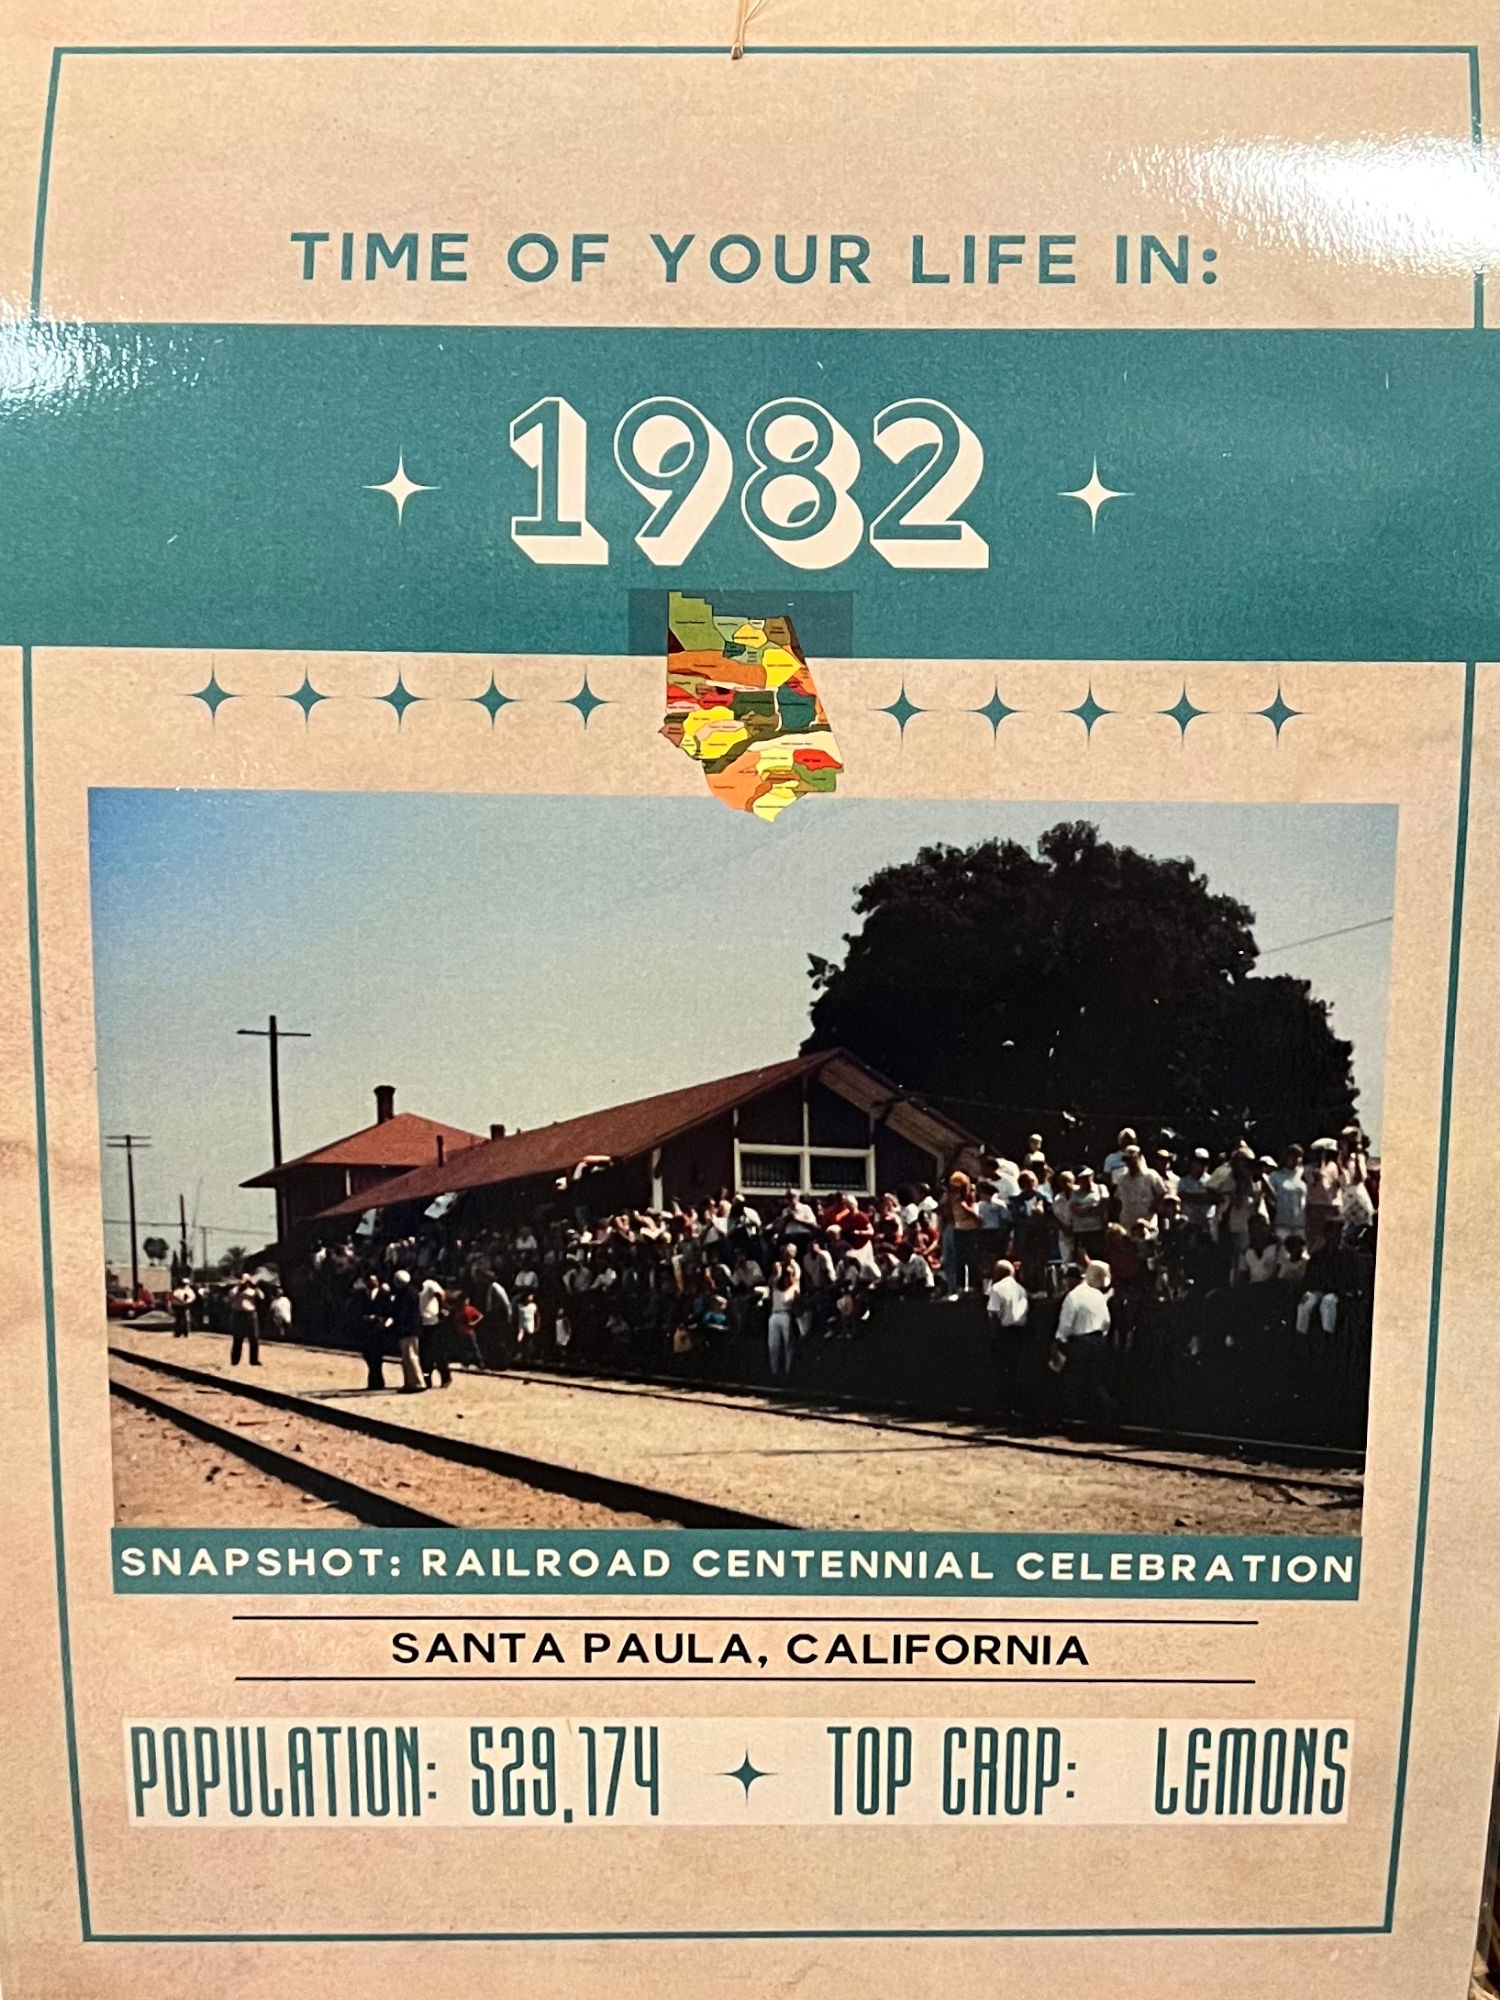 TIME OF YOUR LIFE IN:
1982
SNAPSHOT: RAILROAD CENTENNIAL CELEBRATION
SANTA PAULA, CALIFORNIA
POPULATION: 529,174 TOP CROP: LEMONS